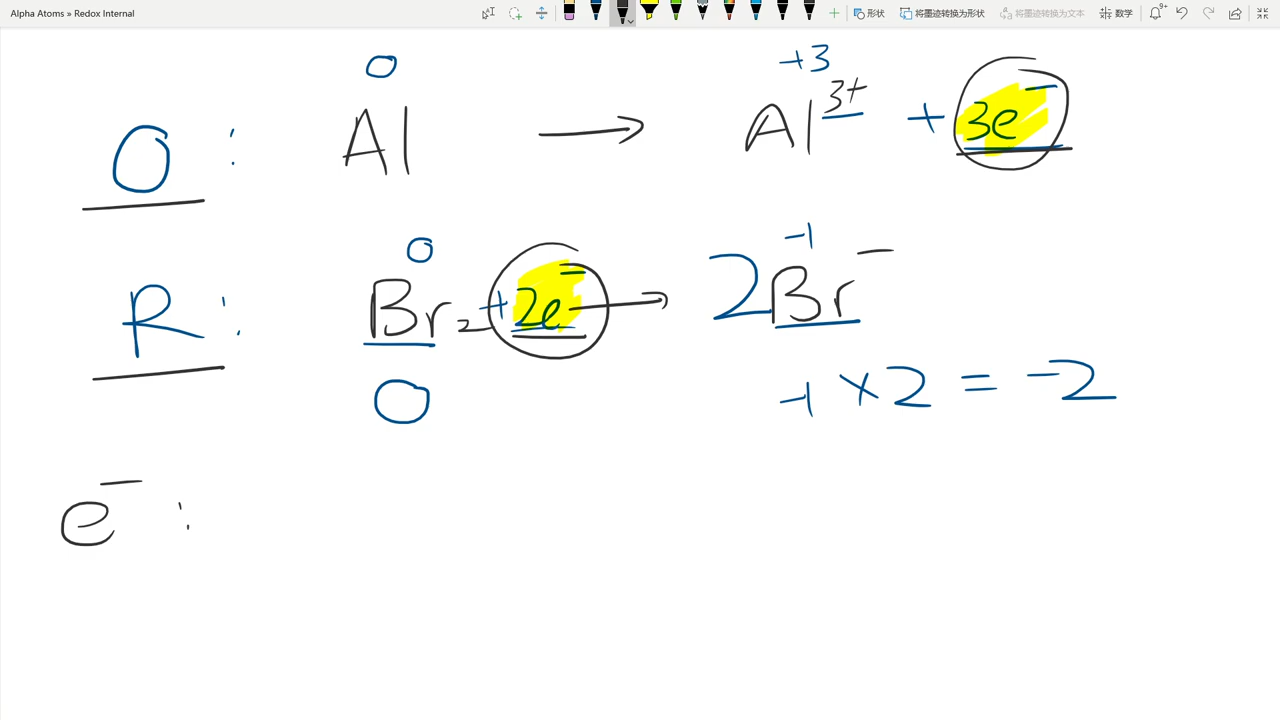 Alpha Atoms » Redox Internal
形状 将墨迹转换为形状 将墨迹转换为文本 数学 9+
0 +3
O: Al → Al³⁺ + 3e⁻
0 -1
R: Br₂ + 2e⁻ → 2Br⁻
0 -1 × 2 = -2
e⁻ :